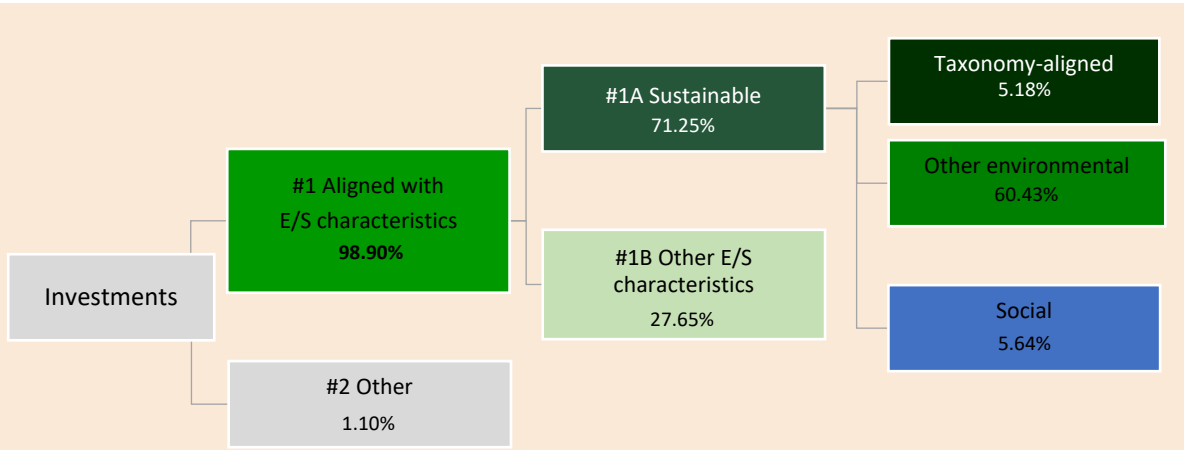 Investments
#1 Aligned with
E/S characteristics
98.90%
#2 Other
1.10%
#1A Sustainable
71.25%
#1B Other E/S
characteristics
27.65%
Taxonomy-aligned
5.18%
Other environmental
60.43%
Social
5.64%